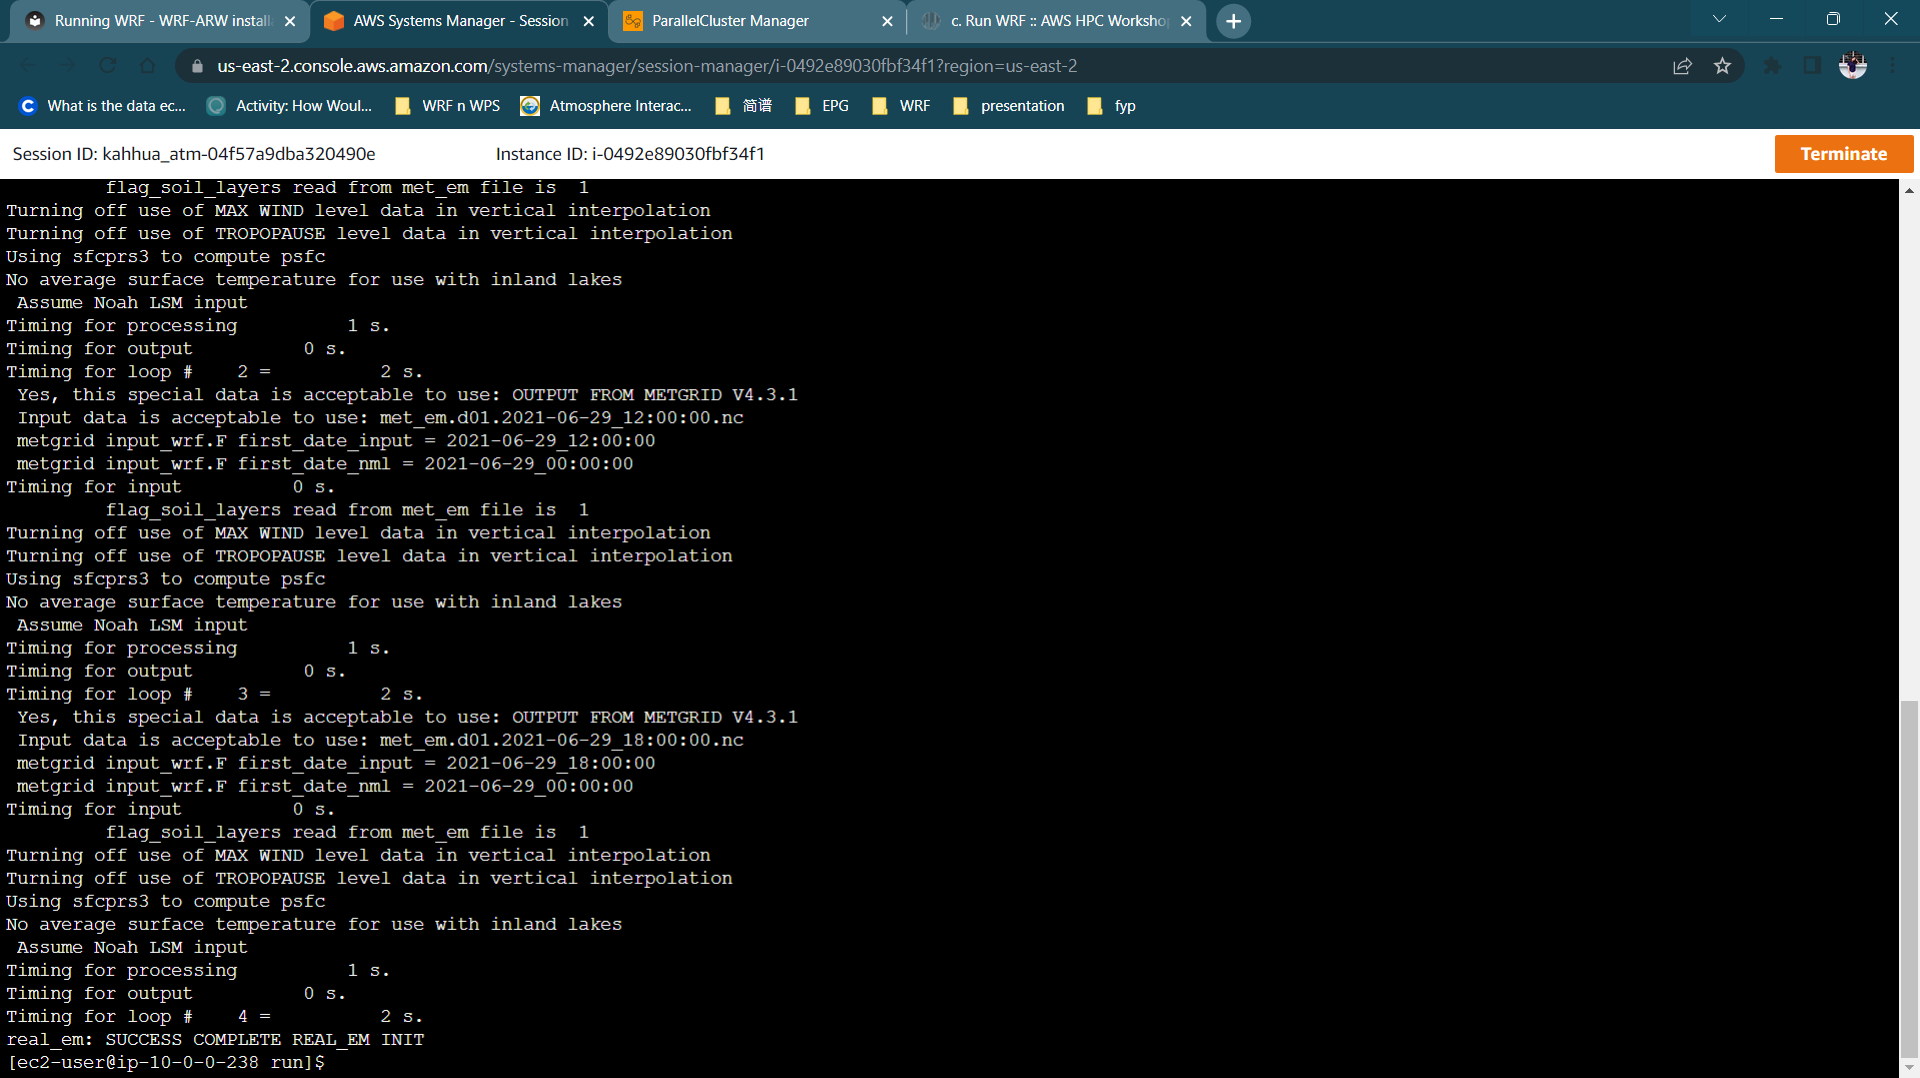 Running WRF - WRF-ARW install
AWS Systems Manager - Session
ParallelCluster Manager
c. Run WRF :: AWS HPC Workshop
us-east-2.console.aws.amazon.com/systems-manager/session-manager/i-0492e89030fbf34f1?region=us-east-2
What is the data ec...
Activity: How Woul...
WRF n WPS
Atmosphere Interac...
简谱
EPG
WRF
presentation
fyp
Session ID: kahhua_atm-04f57a9dba320490e
Instance ID: i-0492e89030fbf34f1
Terminate
flag_soil_layers read from met_em file is  1
Turning off use of MAX WIND level data in vertical interpolation
Turning off use of TROPOPAUSE level data in vertical interpolation
Using sfcprs3 to compute psfc
No average surface temperature for use with inland lakes
Assume Noah LSM input
Timing for processing          1 s.
Timing for output          0 s.
Timing for loop #    2 =          2 s.
Yes, this special data is acceptable to use: OUTPUT FROM METGRID V4.3.1
Input data is acceptable to use: met_em.d01.2021-06-29_12:00:00.nc
metgrid input_wrf.F first_date_input = 2021-06-29_12:00:00
metgrid input_wrf.F first_date_nml = 2021-06-29_00:00:00
Timing for input          0 s.
flag_soil_layers read from met_em file is  1
Turning off use of MAX WIND level data in vertical interpolation
Turning off use of TROPOPAUSE level data in vertical interpolation
Using sfcprs3 to compute psfc
No average surface temperature for use with inland lakes
Assume Noah LSM input
Timing for processing          1 s.
Timing for output          0 s.
Timing for loop #    3 =          2 s.
Yes, this special data is acceptable to use: OUTPUT FROM METGRID V4.3.1
Input data is acceptable to use: met_em.d01.2021-06-29_18:00:00.nc
metgrid input_wrf.F first_date_input = 2021-06-29_18:00:00
metgrid input_wrf.F first_date_nml = 2021-06-29_00:00:00
Timing for input          0 s.
flag_soil_layers read from met_em file is  1
Turning off use of MAX WIND level data in vertical interpolation
Turning off use of TROPOPAUSE level data in vertical interpolation
Using sfcprs3 to compute psfc
No average surface temperature for use with inland lakes
Assume Noah LSM input
Timing for processing          1 s.
Timing for output          0 s.
Timing for loop #    4 =          2 s.
real_em: SUCCESS COMPLETE REAL_EM INIT
[ec2-user@ip-10-0-0-238 run]$